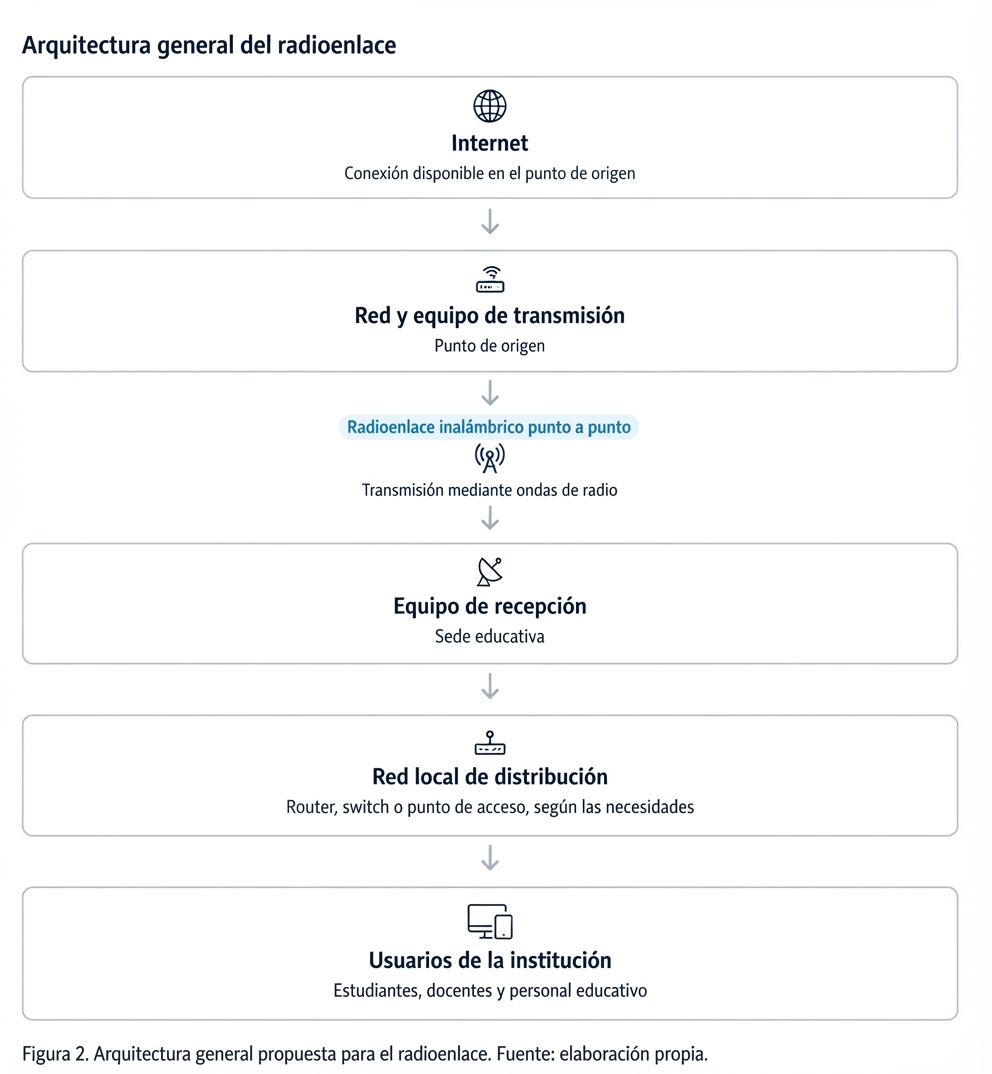 Arquitectura general del radioenlace
Internet
Conexión disponible en el punto de origen
Red y equipo de transmisión
Punto de origen
Radioenlace inalámbrico punto a punto
Transmisión mediante ondas de radio
Equipo de recepción
Sede educativa
Red local de distribución
Router, switch o punto de acceso, según las necesidades
Usuarios de la institución
Estudiantes, docentes y personal educativo
Figura 2. Arquitectura general propuesta para el radioenlace. Fuente: elaboración propia.